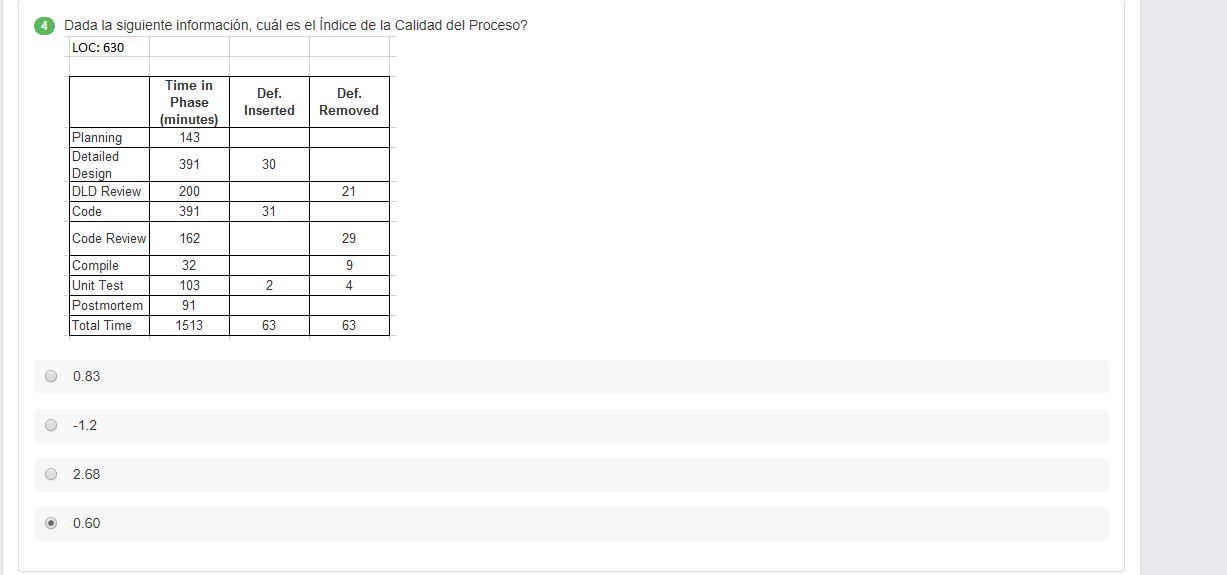 4 Dada la siguiente información, cuál es el Índice de la Calidad del Proceso?
LOC: 630
Time in Phase (minutes) Def. Inserted Def. Removed
Planning 143
Detailed Design 391 30
DLD Review 200 21
Code 391 31
Code Review 162 29
Compile 32 9
Unit Test 103 2 4
Postmortem 91
Total Time 1513 63 63
0.83
-1.2
2.68
0.60